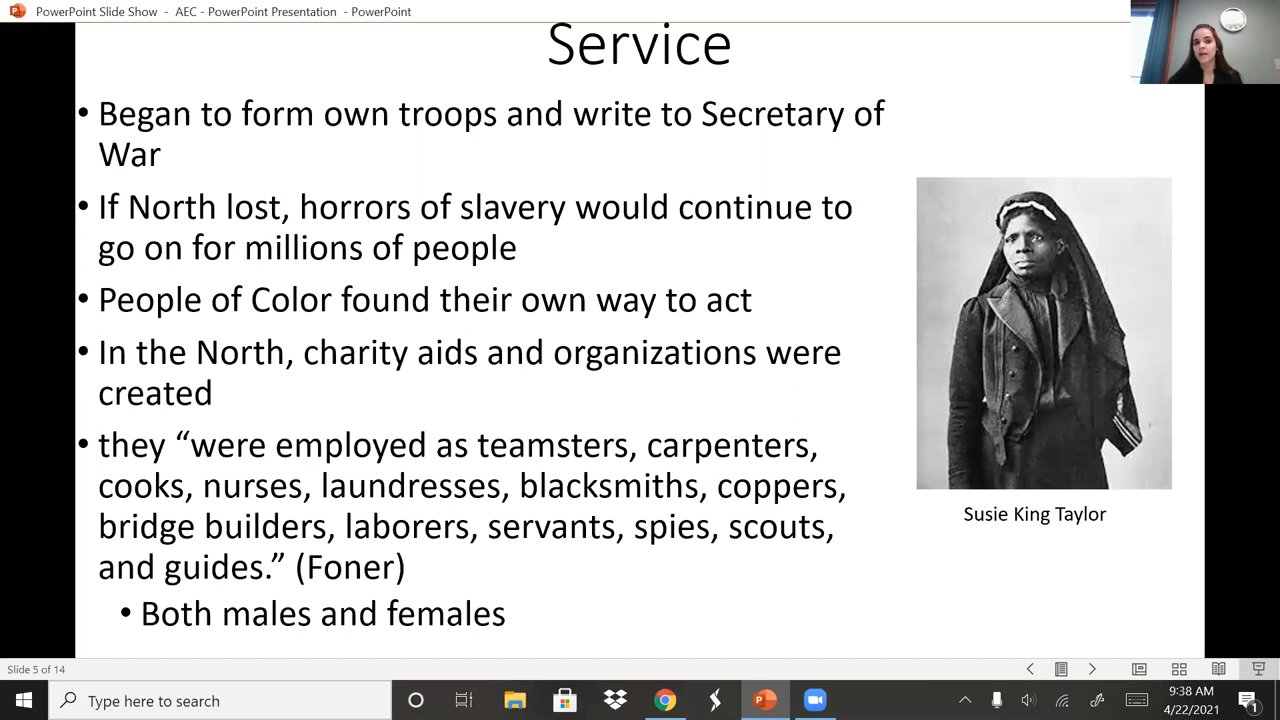 PowerPoint Slide Show - AEC - PowerPoint Presentation - PowerPoint
Service
• Began to form own troops and write to Secretary of
War
• If North lost, horrors of slavery would continue to
go on for millions of people
• People of Color found their own way to act
• In the North, charity aids and organizations were
created
• they “were employed as teamsters, carpenters,
cooks, nurses, laundresses, blacksmiths, coppers,
bridge builders, laborers, servants, spies, scouts,
and guides.” (Foner)
• Both males and females
Susie King Taylor
Slide 5 of 14
Type here to search
9:38 AM
4/22/2021
1